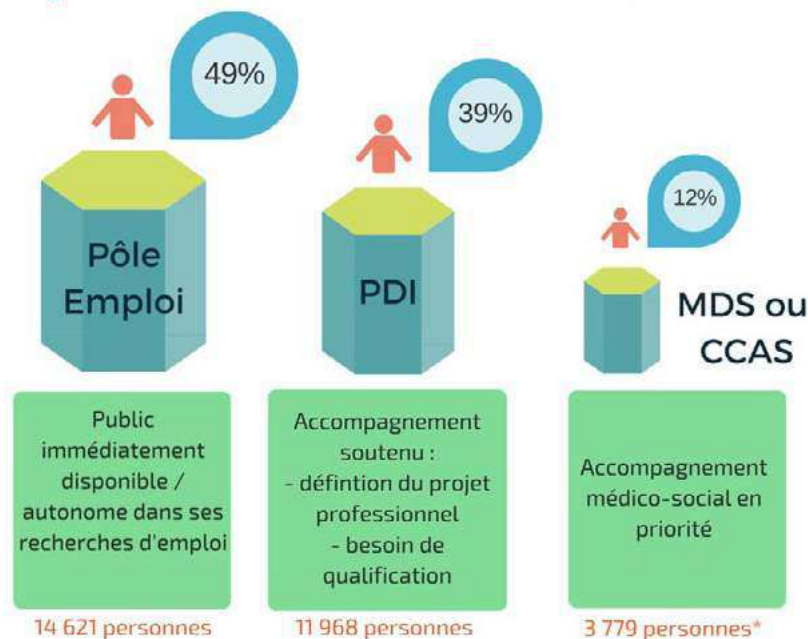 49%
39%
12%
Pôle
Emploi
PDI
MDS ou
CCAS
Public
immédiatement
disponible /
autonome dans ses
recherches d'emploi
Accompagnement
soutenu :
- défintion du projet
professionnel
- besoin de
qualification
Accompagnement
médico-social en
priorité
14 621 personnes
11 968 personnes
3 779 personnes*